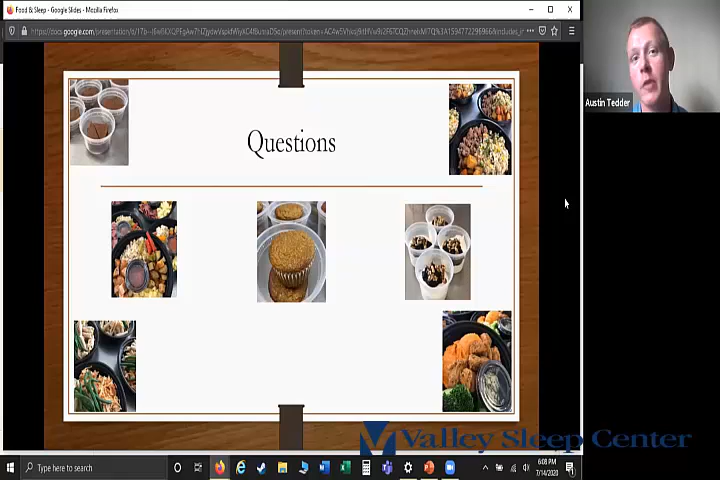 Food & Sleep - Google Slides - Mozilla Firefox
Austin Tedder
Questions
Valley Sleep Center
Type here to search
6:08 PM
7/14/2020